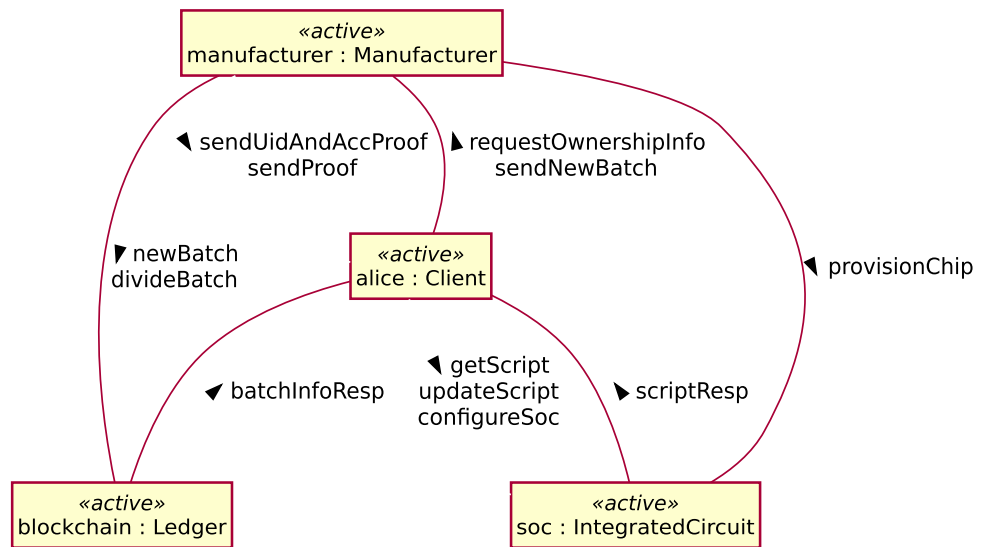 «active»
manufacturer : Manufacturer
sendUidAndAccProof
sendProof
requestOwnershipInfo
sendNewBatch
newBatch
divideBatch
«active»
alice : Client
provisionChip
batchInfoResp
getScript
updateScript
configureSoc
scriptResp
«active»
blockchain : Ledger
«active»
soc : IntegratedCircuit